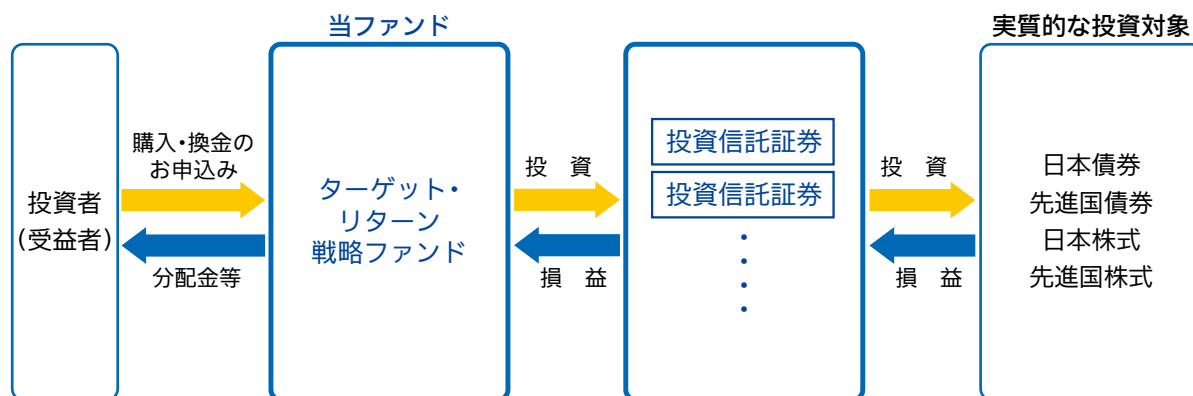 当ファンド
実質的な投資対象
投資者
(受益者)
購入・換金の
お申込み
分配金等
ターゲット・
リターン
戦略ファンド
投 資
損 益
投資信託証券
投資信託証券
・
・
・
・
投 資
損 益
日本債券
先進国債券
日本株式
先進国株式